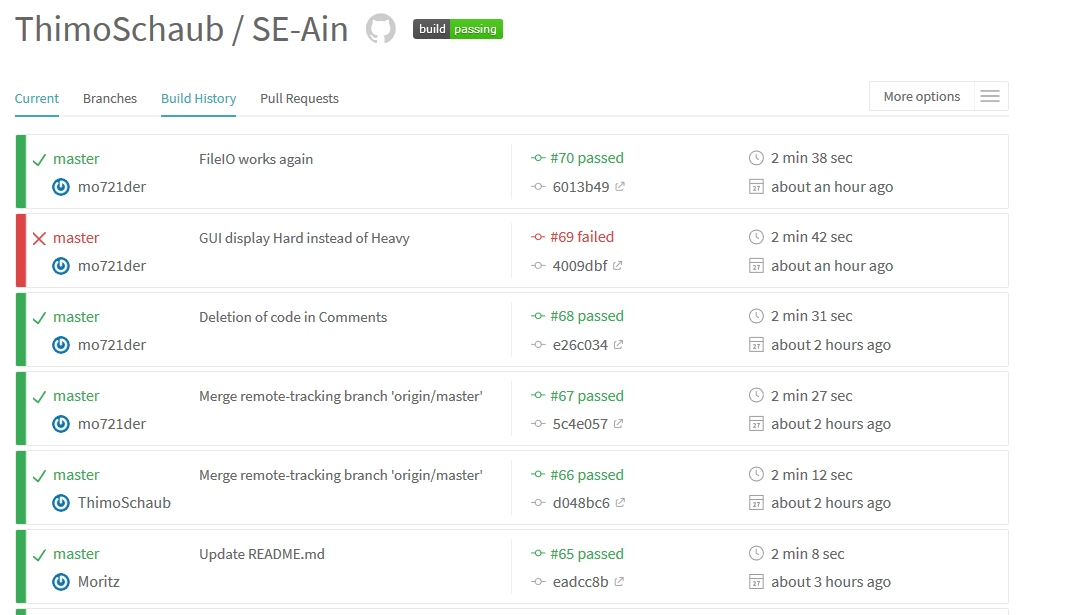 ThimoSchaub / SE-Ain build passing
Current Branches Build History Pull Requests More options
master FileIO works again #70 passed 2 min 38 sec
mo721der 6013b49 27 about an hour ago
master GUI display Hard instead of Heavy #69 failed 2 min 42 sec
mo721der 4009dbf 27 about an hour ago
master Deletion of code in Comments #68 passed 2 min 31 sec
mo721der e26c034 27 about 2 hours ago
master Merge remote-tracking branch 'origin/master' #67 passed 2 min 27 sec
mo721der 5c4e057 27 about 2 hours ago
master Merge remote-tracking branch 'origin/master' #66 passed 2 min 12 sec
ThimoSchaub d048bc6 27 about 2 hours ago
master Update README.md #65 passed 2 min 8 sec
Moritz eadcc8b 27 about 3 hours ago